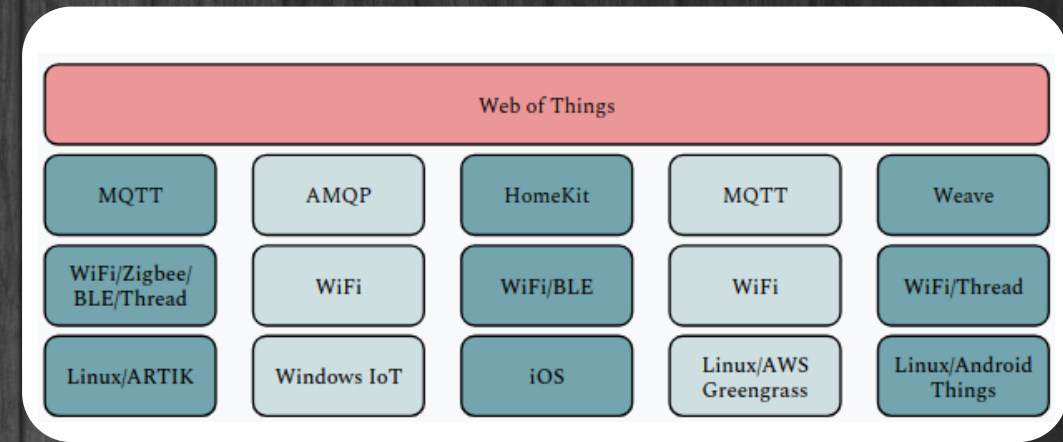 Web of Things
MQTT
AMQP
HomeKit
MQTT
Weave
WiFi/Zigbee/
BLE/Thread
WiFi
WiFi/BLE
WiFi
WiFi/Thread
Linux/ARTIK
Windows IoT
iOS
Linux/AWS
Greengrass
Linux/Android
Things